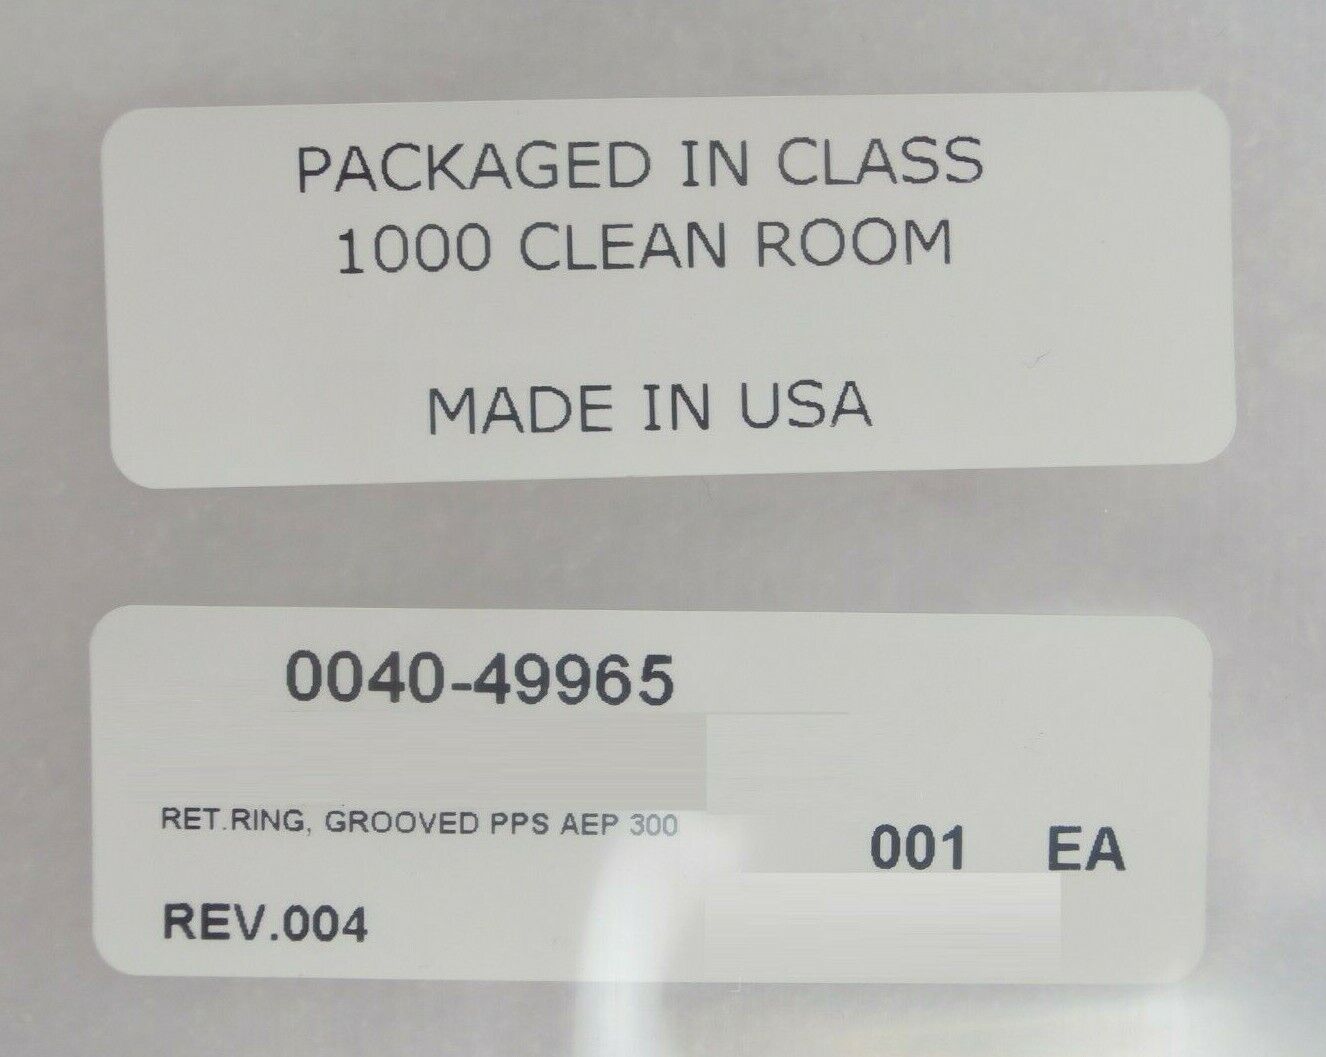 PACKAGED IN CLASS
1000 CLEAN ROOM
MADE IN USA
0040-49965
RET.RING, GROOVED PPS AEP 300
001 EA
REV.004